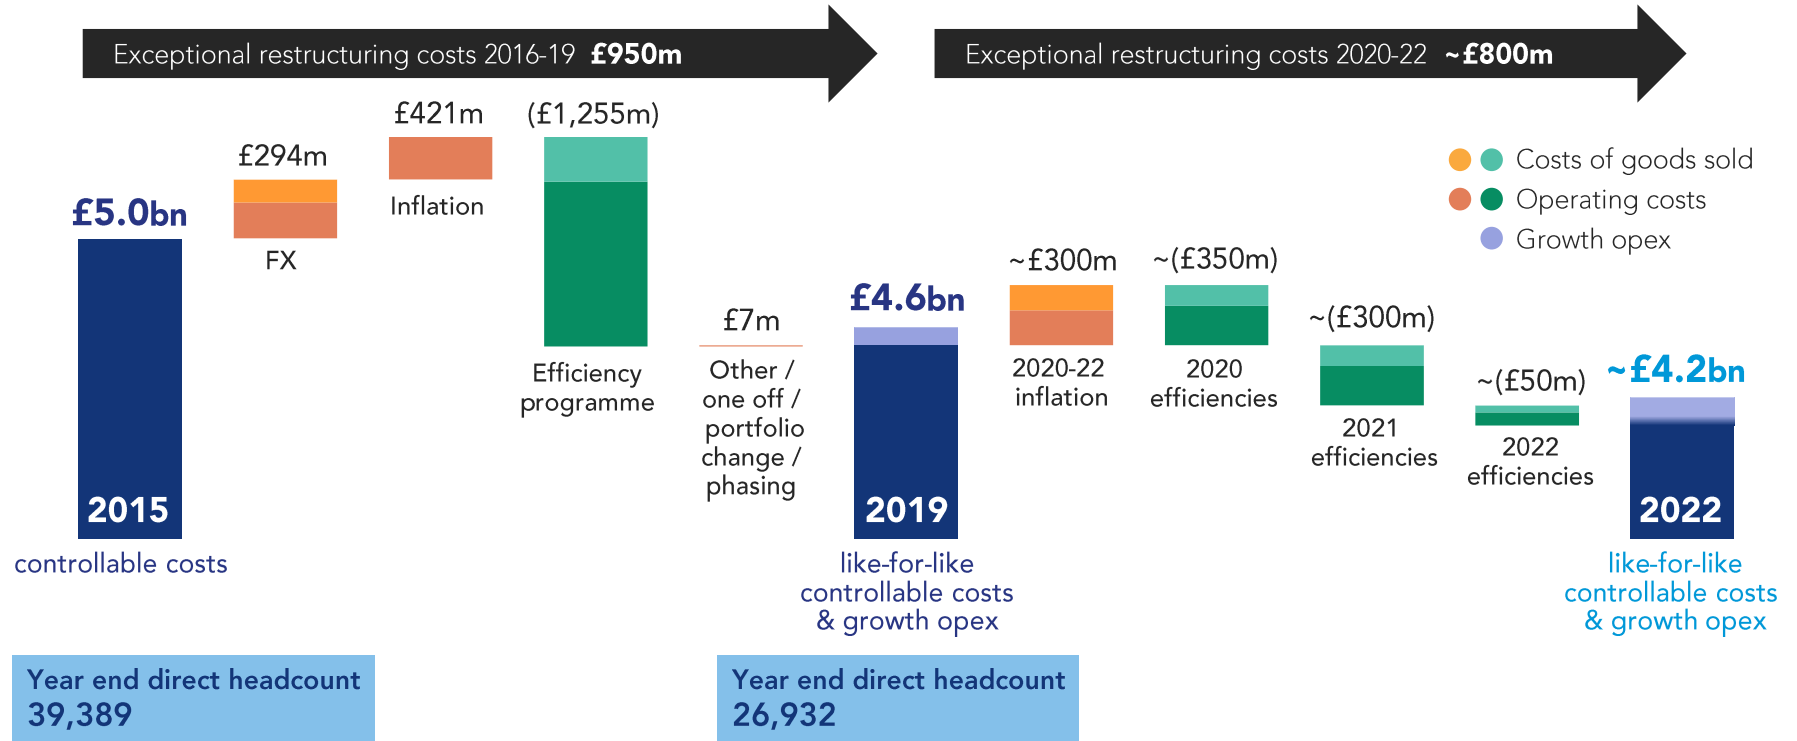 Exceptional restructuring costs 2016-19 £950m
Exceptional restructuring costs 2020-22 ~£800m
£5.0bn
2015
controllable costs
£294m
FX
£421m
Inflation
(£1,255m)
Efficiency
programme
£7m
Other /
one off /
portfolio
change /
phasing
£4.6bn
2019
like-for-like
controllable costs
& growth opex
~£300m
2020-22
inflation
~(£350m)
2020
efficiencies
~(£300m)
2021
efficiencies
~(£50m)
2022
efficiencies
~£4.2bn
2022
like-for-like
controllable costs
& growth opex
Costs of goods sold
Operating costs
Growth opex
Year end direct headcount
39,389
Year end direct headcount
26,932